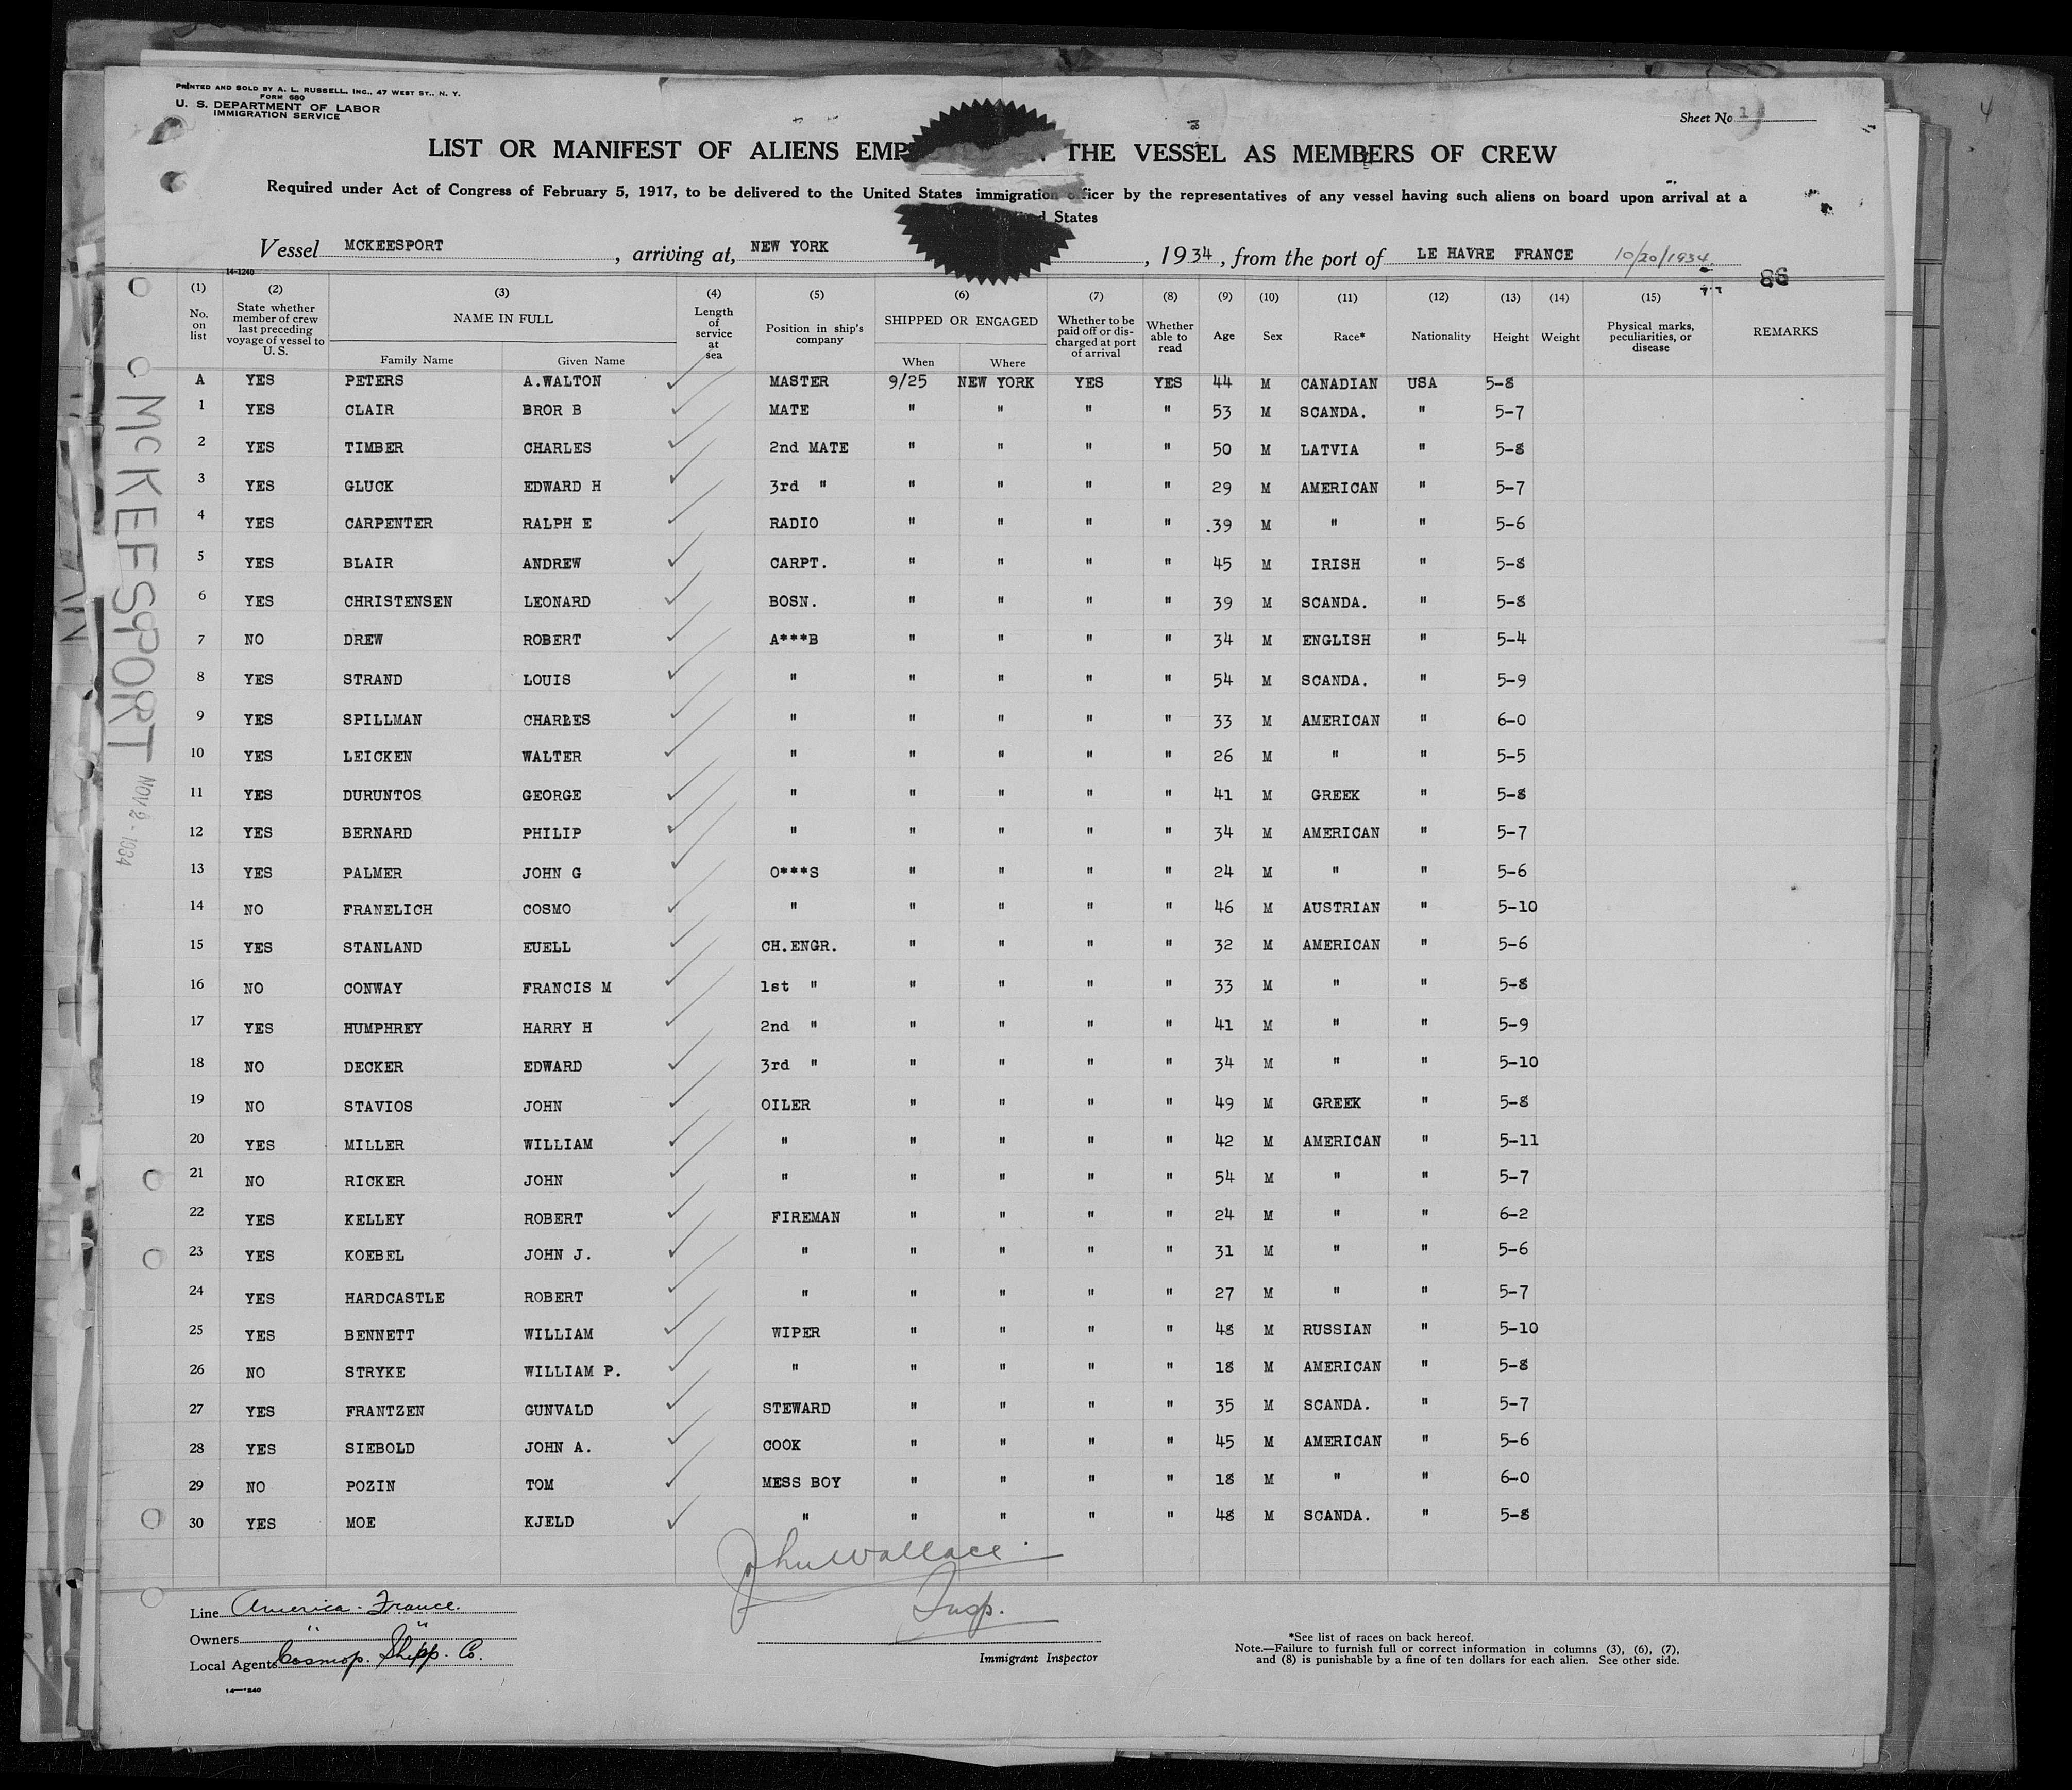 PRINTED AND SOLD BY A. L. RUSSELL, INC., 47 WEST ST., N. Y.
FORM 680
U. S. DEPARTMENT OF LABOR
IMMIGRATION SERVICE
Sheet No. 1
LIST OR MANIFEST OF ALIENS EMP THE VESSEL AS MEMBERS OF CREW
Required under Act of Congress of February 5, 1917, to be delivered to the United States immigration officer by the representatives of any vessel having such aliens on board upon arrival at a
States
Vessel MCKEESPORT , arriving at, NEW YORK , 1934 , from the port of LE HAVRE FRANCE 10/20/1934
14-1240
86
(1) (2) (3) (4) (5) (6) (7) (8) (9) (10) (11) (12) (13) (14) (15)
No. on list State whether member of crew last preceding voyage of vessel to U. S. NAME IN FULL Family Name Given Name Length of service at sea Position in ship's company SHIPPED OR ENGAGED When Where Whether to be paid off or discharged at port of arrival Whether able to read Age Sex Race* Nationality Height Weight Physical marks, peculiarities, or disease REMARKS
A YES PETERS A.WALTON MASTER 9/25 NEW YORK YES YES 44 M CANADIAN USA 5-8
1 YES CLAIR BROR B MATE " " " " 53 M SCANDA. " 5-7
2 YES TIMBER CHARLES 2nd MATE " " " " 50 M LATVIA " 5-8
3 YES GLUCK EDWARD H 3rd " " " " " 29 M AMERICAN " 5-7
4 YES CARPENTER RALPH E RADIO " " " " .39 M " " 5-6
5 YES BLAIR ANDREW CARPT. " " " " 45 M IRISH " 5-8
6 YES CHRISTENSEN LEONARD BOSN. " " " " 39 M SCANDA. " 5-8
7 NO DREW ROBERT A***B " " " " 34 M ENGLISH " 5-4
8 YES STRAND LOUIS " " " " " 54 M SCANDA. " 5-9
9 YES SPILLMAN CHARLES " " " " " 33 M AMERICAN " 6-0
10 YES LEICKEN WALTER " " " " " 26 M " " 5-5
11 YES DURUNTOS GEORGE " " " " " 41 M GREEK " 5-8
12 YES BERNARD PHILIP " " " " " 34 M AMERICAN " 5-7
13 YES PALMER JOHN G O***S " " " " 24 M " " 5-6
14 NO FRANELICH COSMO " " " " " 46 M AUSTRIAN " 5-10
15 YES STANLAND EUELL CH.ENGR. " " " " 32 M AMERICAN " 5-6
16 NO CONWAY FRANCIS M 1st " " " " " 33 M " " 5-8
17 YES HUMPHREY HARRY H 2nd " " " " " 41 M " " 5-9
18 NO DECKER EDWARD 3rd " " " " " 34 M " " 5-10
19 NO STAVIOS JOHN OILER " " " " 49 M GREEK " 5-8
20 YES MILLER WILLIAM " " " " " 42 M AMERICAN " 5-11
21 NO RICKER JOHN " " " " " 54 M " " 5-7
22 YES KELLEY ROBERT FIREMAN " " " " 24 M " " 6-2
23 YES KOEBEL JOHN J. " " " " " 31 M " " 5-6
24 YES HARDCASTLE ROBERT " " " " " 27 M " " 5-7
25 YES BENNETT WILLIAM WIPER " " " " 48 M RUSSIAN " 5-10
26 NO STRYKE WILLIAM P. " " " " " 18 M AMERICAN " 5-8
27 YES FRANTZEN GUNVALD STEWARD " " " " 35 M SCANDA. " 5-7
28 YES SIEBOLD JOHN A. COOK " " " " 45 M AMERICAN " 5-6
29 NO POZIN TOM MESS BOY " " " " 18 M " " 6-0
30 YES MOE KJELD " " " " " 48 M SCANDA. " 5-8
MCKEESPORT NOV 2 - 1934
John Wallace
Insp.
Immigrant Inspector
Line America-France.
Owners " "
Local Agents Cosmop. Shipp. Co.
14-1240
*See list of races on back hereof.
Note.—Failure to furnish full or correct information in columns (3), (6), (7),
and (8) is punishable by a fine of ten dollars for each alien. See other side.
4